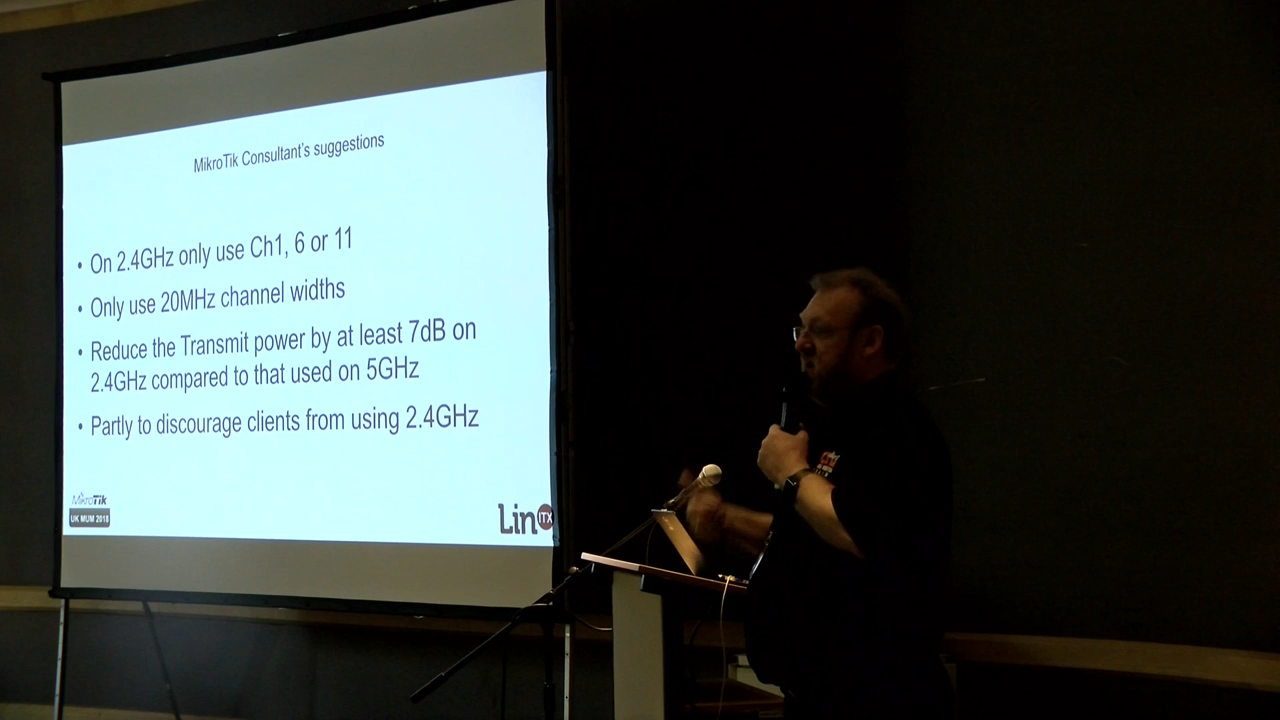 MikroTik Consultant's suggestions
• On 2.4GHz only use Ch1, 6 or 11
• Only use 20MHz channel widths
• Reduce the Transmit power by at least 7dB on
2.4GHz compared to that used on 5GHz
• Partly to discourage clients from using 2.4GHz
MikroTik
UK MUM 2018
Lin ITX